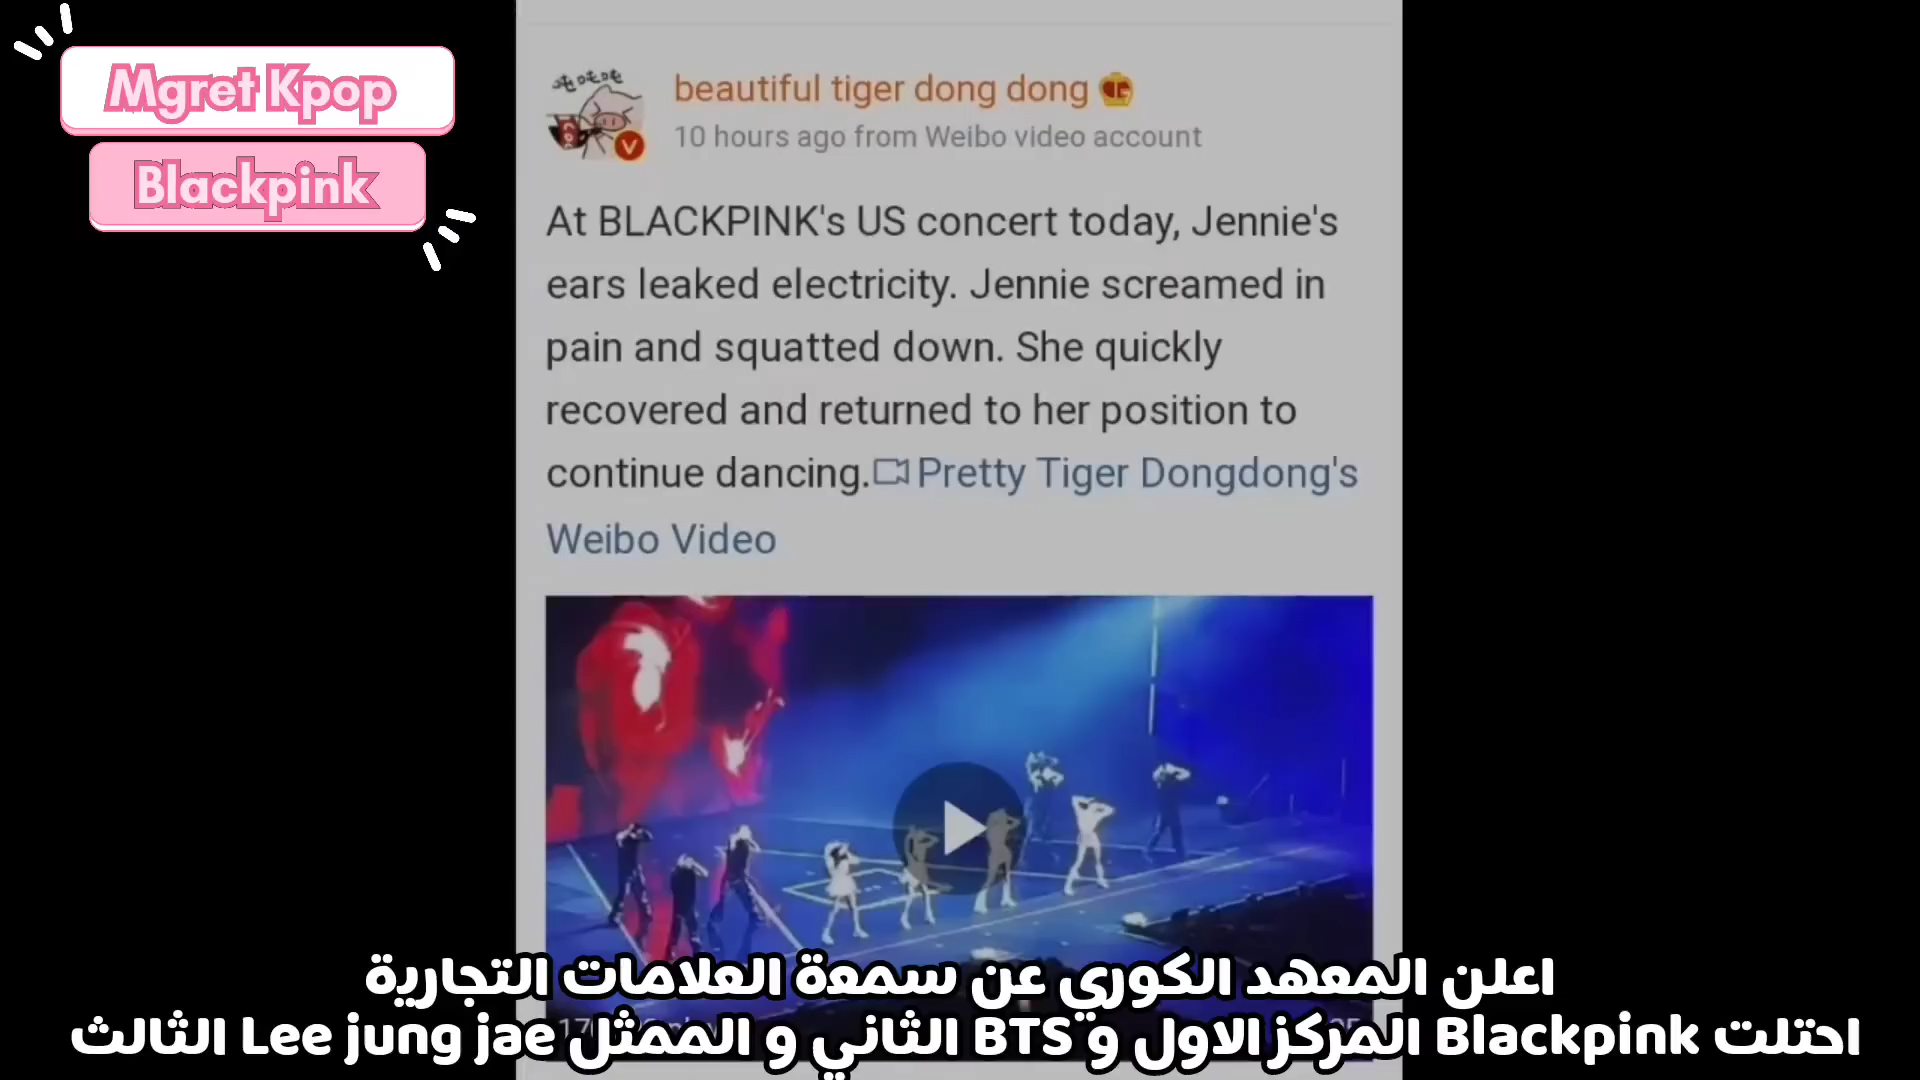 Mgret Kpop
Blackpink
beautiful tiger dong dong
10 hours ago from Weibo video account
At BLACKPINK's US concert today, Jennie's
ears leaked electricity. Jennie screamed in
pain and squatted down. She quickly
recovered and returned to her position to
continue dancing. Pretty Tiger Dongdong's
Weibo Video
اعلن المعهد الكوري عن سمعة العلامات التجارية
احتلت Blackpink المركز الاول و BTS الثاني و الممثل Lee jung jae الثالث